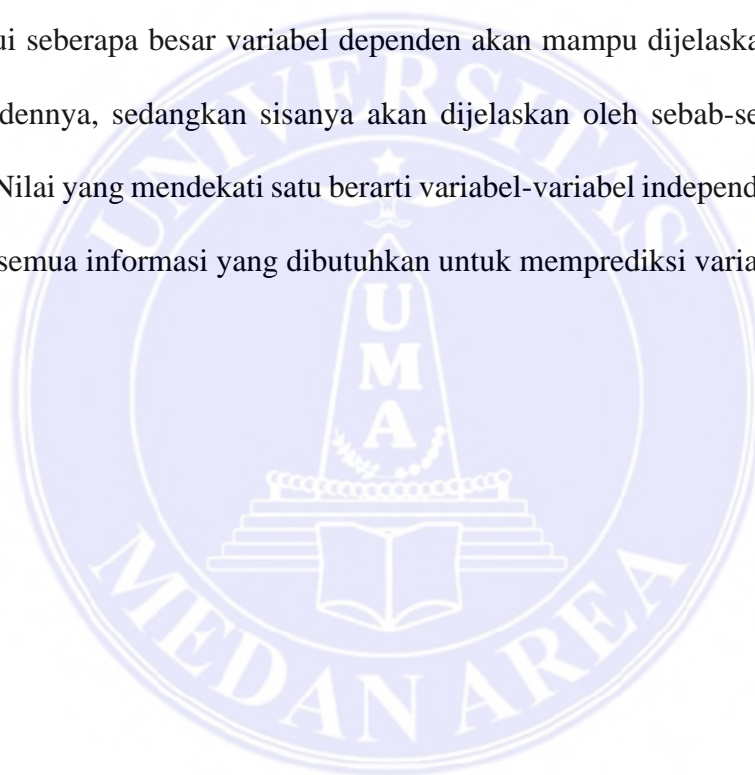 seberapa besar variabel dependen akan mampu dijelaska
dennya, sedangkan sisanya akan dijelaskan oleh sebab-se
Nilai yang mendekati satu berarti variabel-variabel independ
semua informasi yang dibutuhkan untuk memprediksi varia
UNIVERSITAS
U
M
A
MEDAN AREA